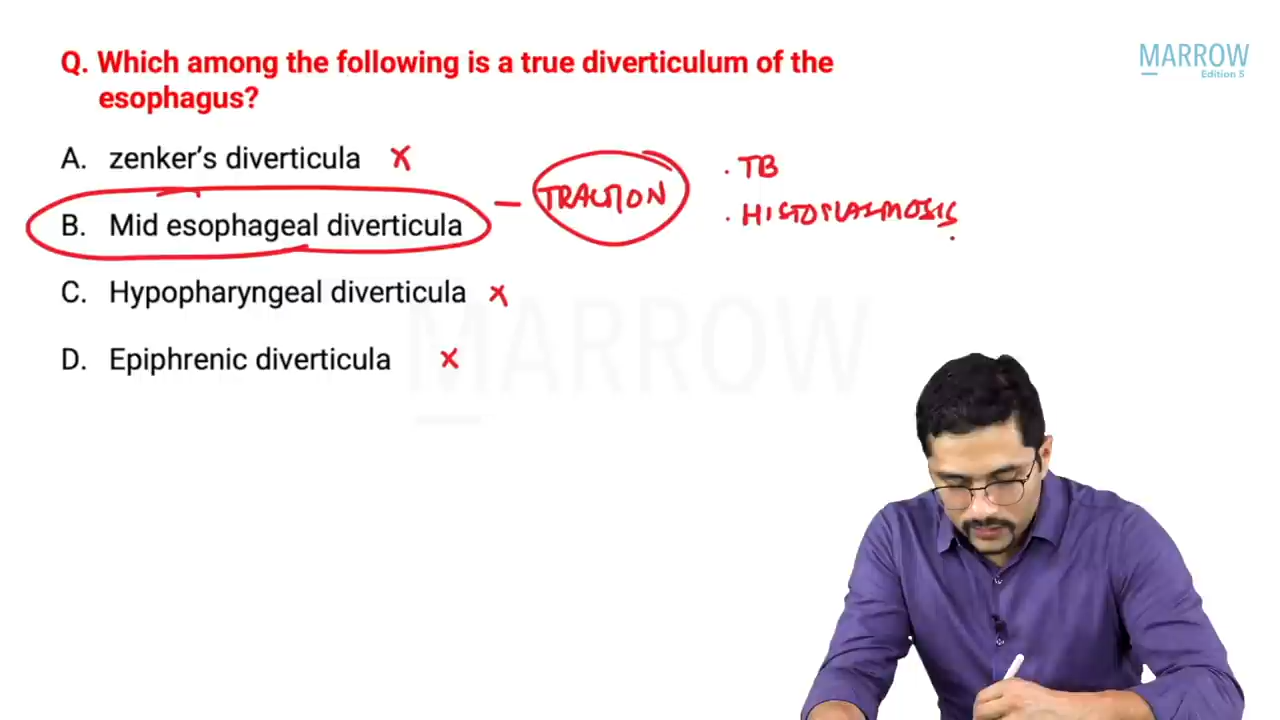 Q. Which among the following is a true diverticulum of the
esophagus?
MARROW
Edition 5
A. zenker's diverticula x
B. Mid esophageal diverticula – TRACTION
. TB
. HISTOPLASMOSIS
C. Hypopharyngeal diverticula x
D. Epiphrenic diverticula x
MARROW